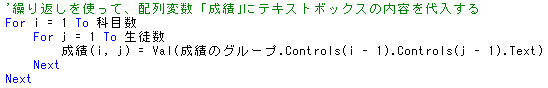 '繰り返しを使って、配列変数「成績」にテキストボックスの内容を代入する
For i = 1 To 科目数
    For j = 1 To 生徒数
        成績(i, j) = Val(成績のグループ.Controls(i - 1).Controls(j - 1).Text)
    Next
Next